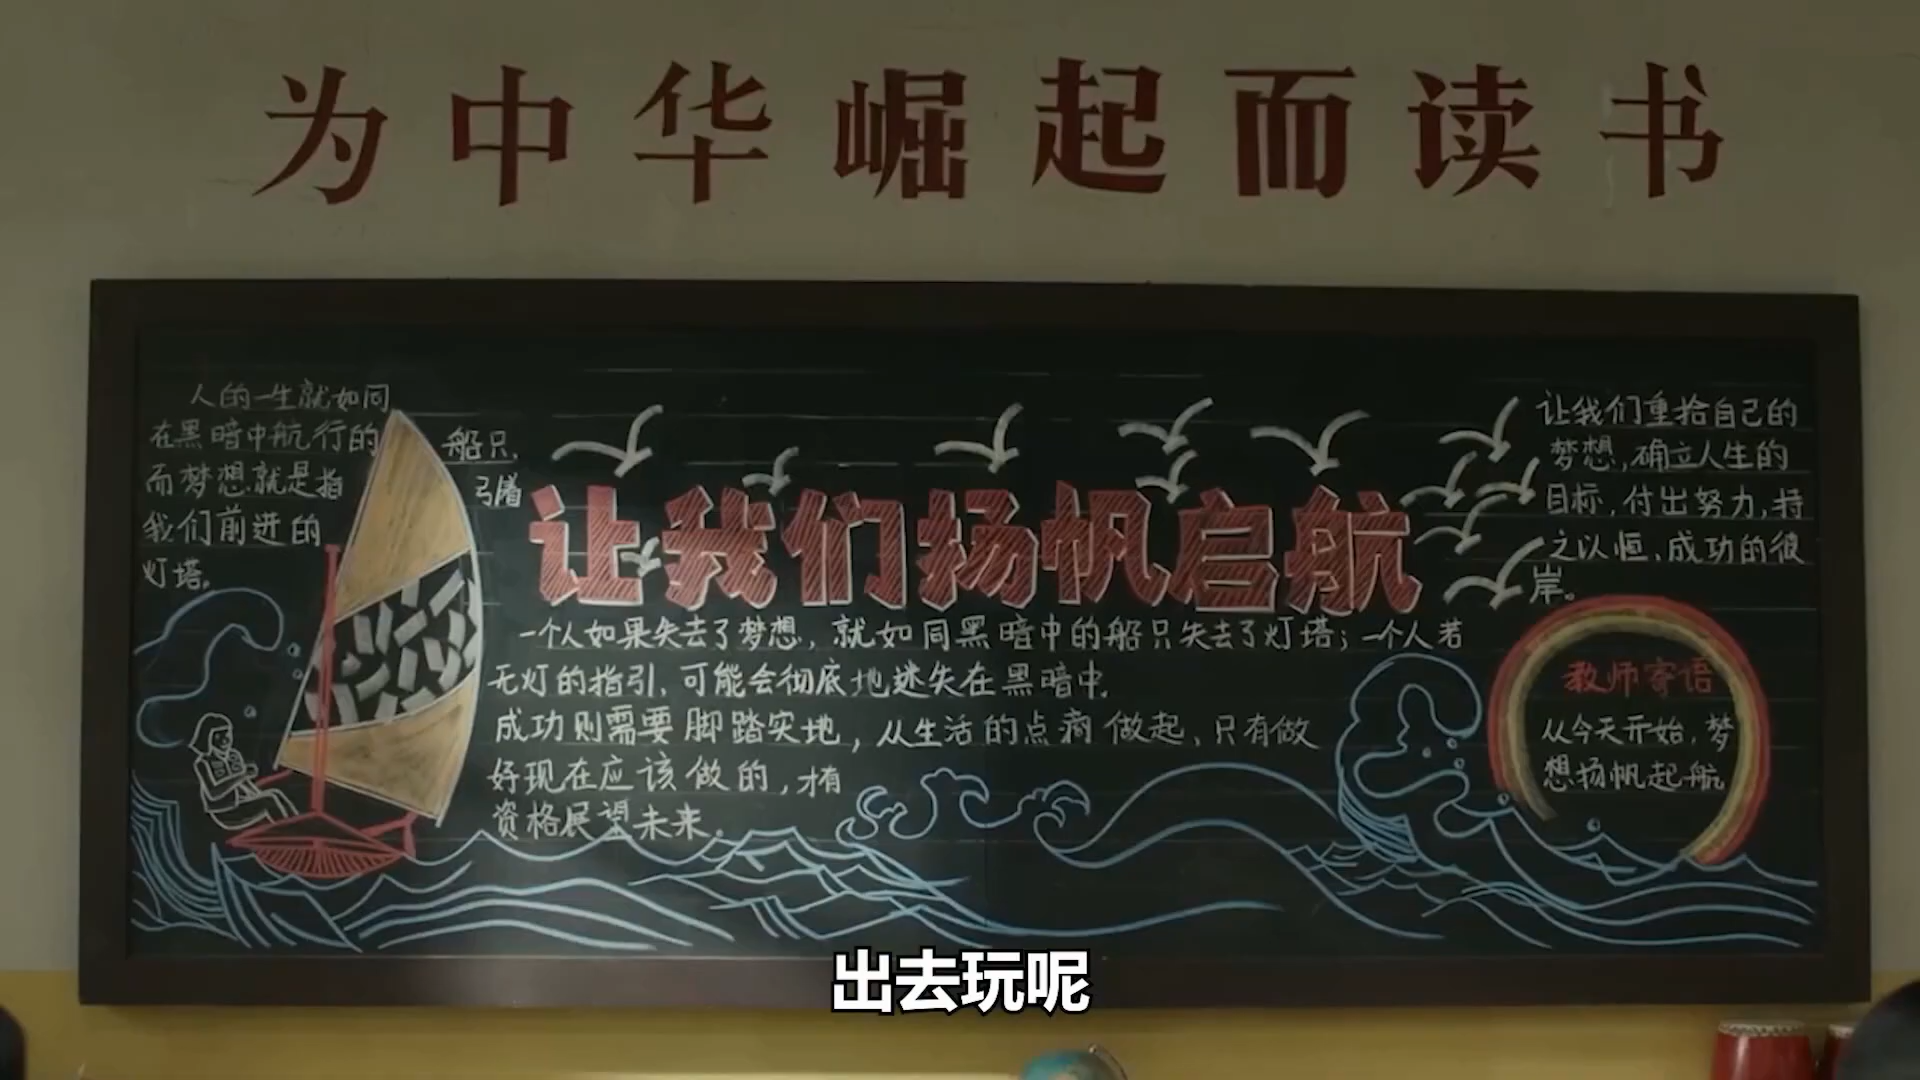 为中华崛起而读书
人的一生就如同
在黑暗中航行的船只，
而梦想就是指引着
我们前进的
灯塔。
让我们扬帆启航
一个人如果失去了梦想，就如同黑暗中的船只失去了灯塔；一个人若
无灯的指引，可能会彻底地迷失在黑暗中。
成功则需要脚踏实地，从生活的点滴做起，只有做
好现在应该做的，才有
资格展望未来。
让我们重拾自己的
梦想，确立人生的
目标，付出努力，持
之以恒，成功的彼
岸。
教师寄语
从今天开始，梦
想扬帆起航
出去玩呢